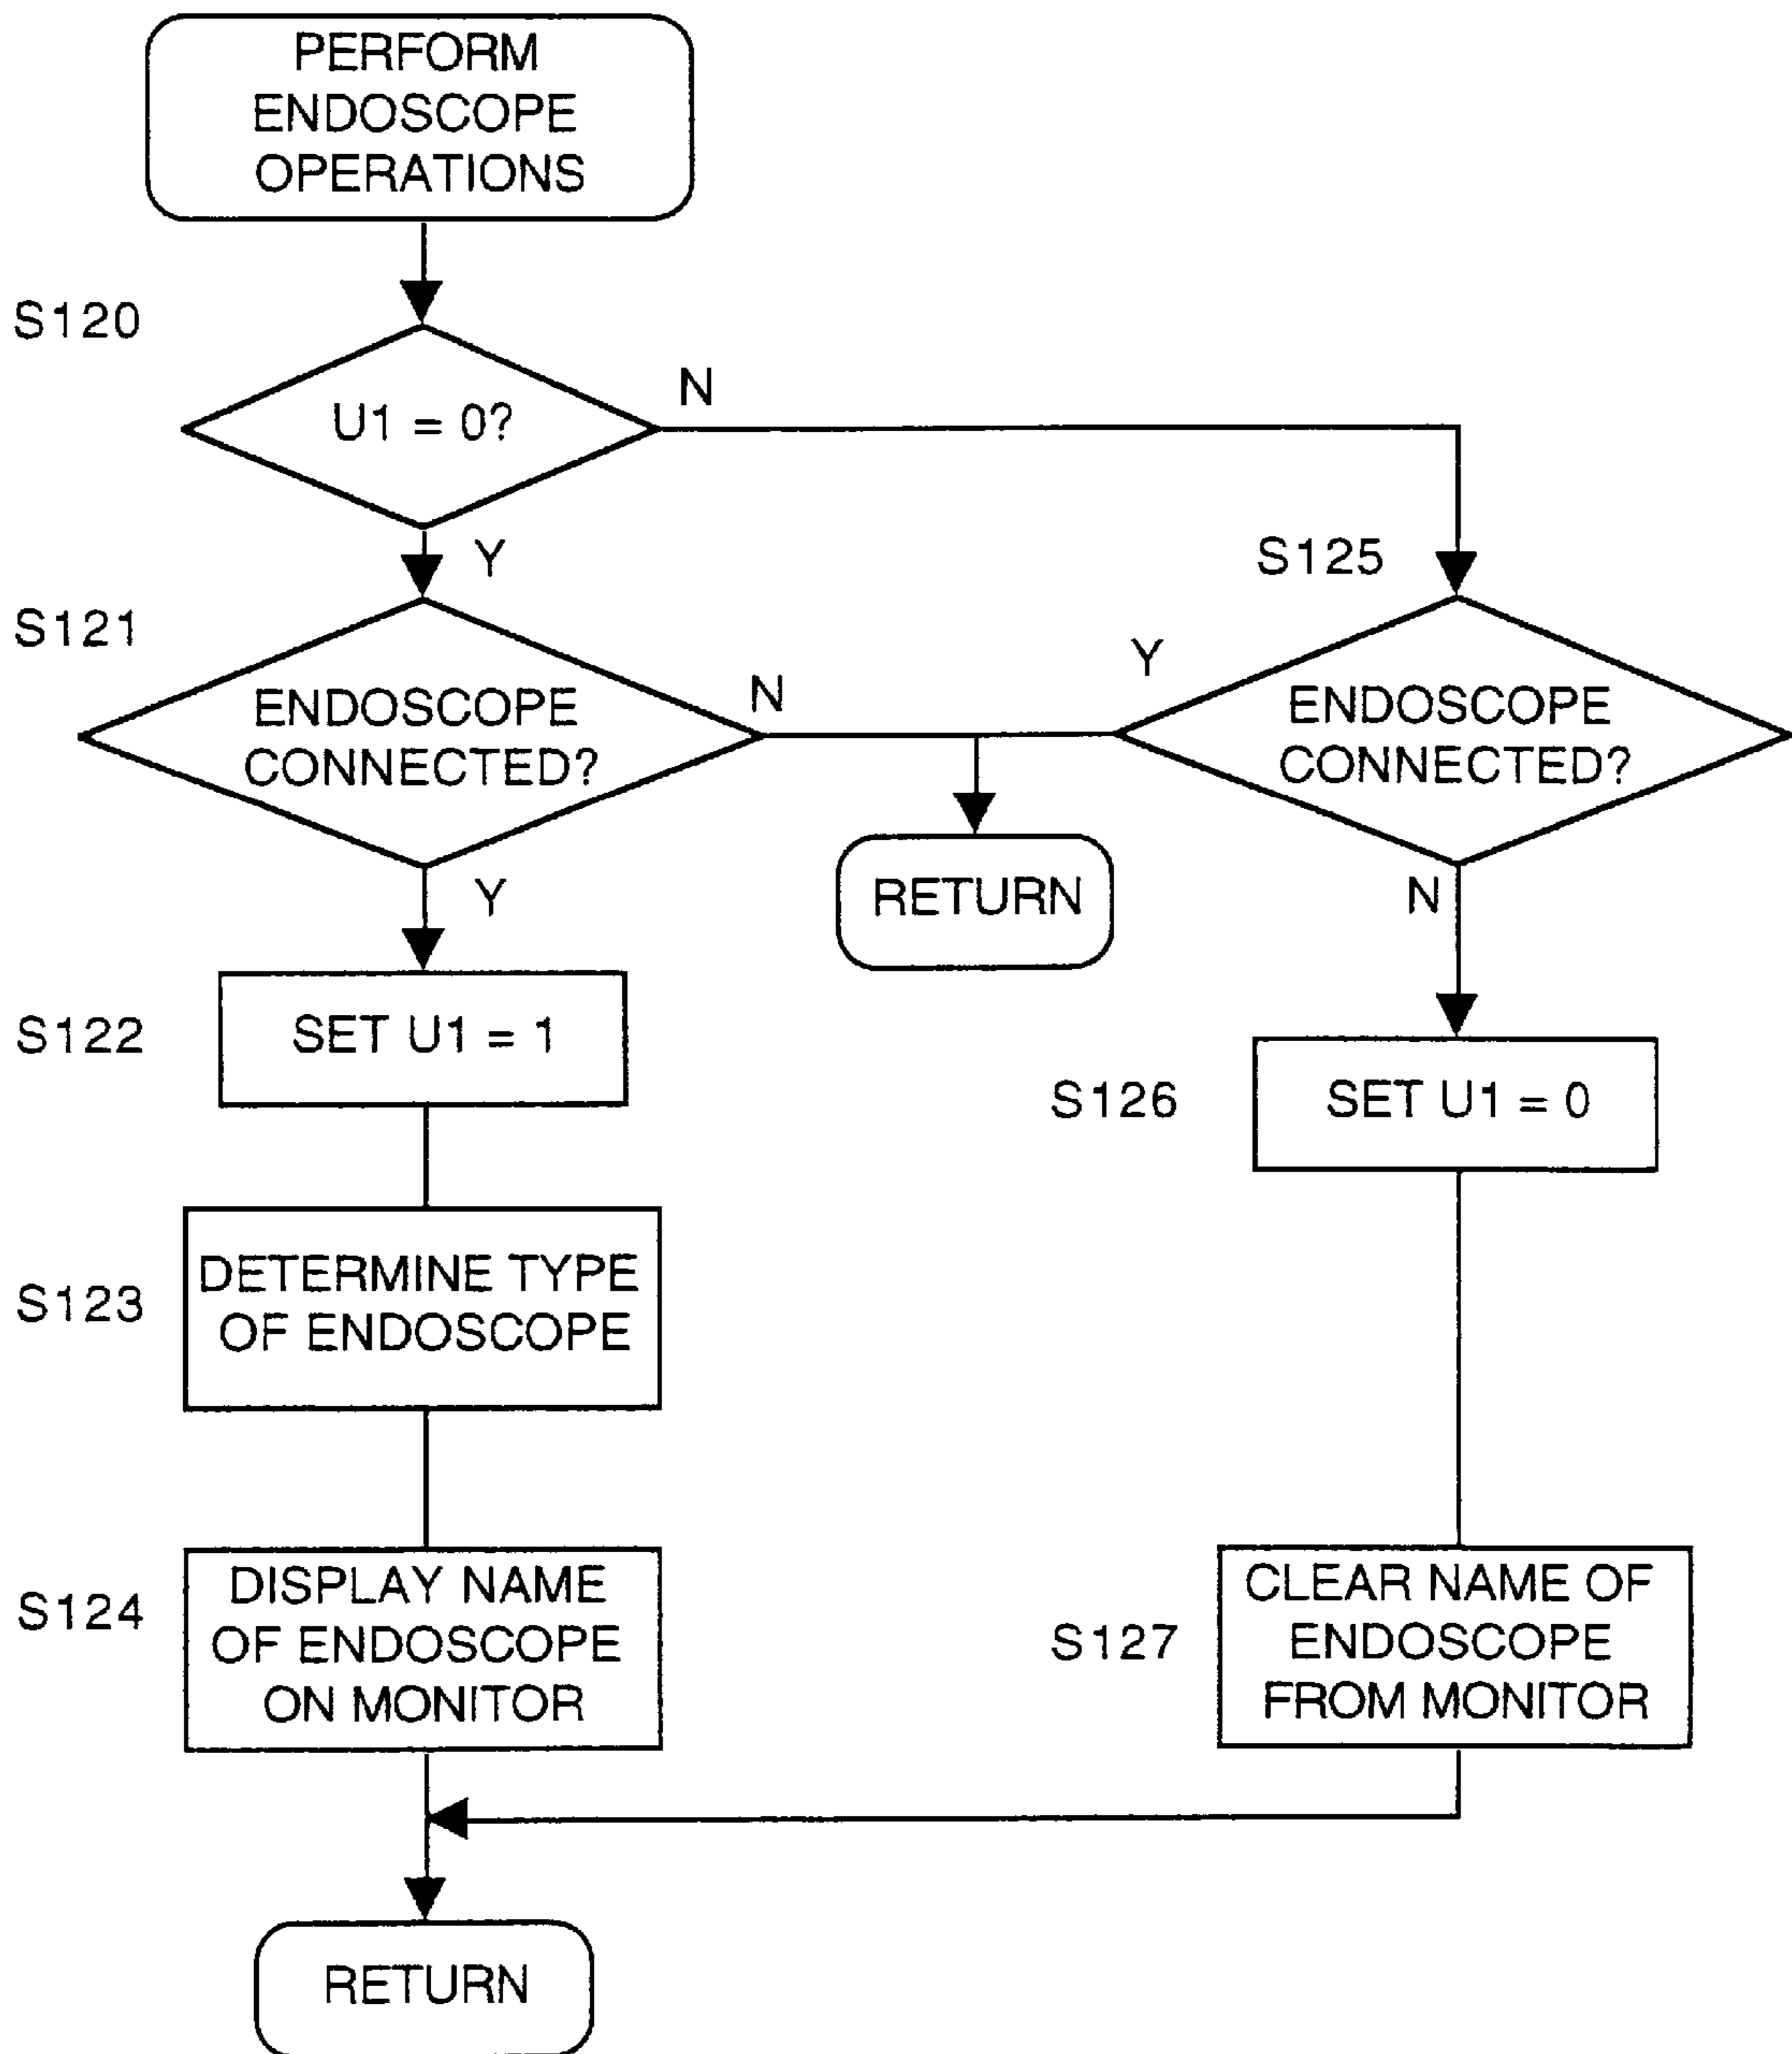 PERFORM
ENDOSCOPE
OPERATIONS
S120
U1 = 0?
N
Y
S125
S121
ENDOSCOPE
CONNECTED?
N
Y
ENDOSCOPE
CONNECTED?
RETURN
Y
N
S122
SET U1 = 1
S126
SET U1 = 0
S123
DETERMINE TYPE
OF ENDOSCOPE
S124
DISPLAY NAME
OF ENDOSCOPE
ON MONITOR
S127
CLEAR NAME OF
ENDOSCOPE
FROM MONITOR
RETURN